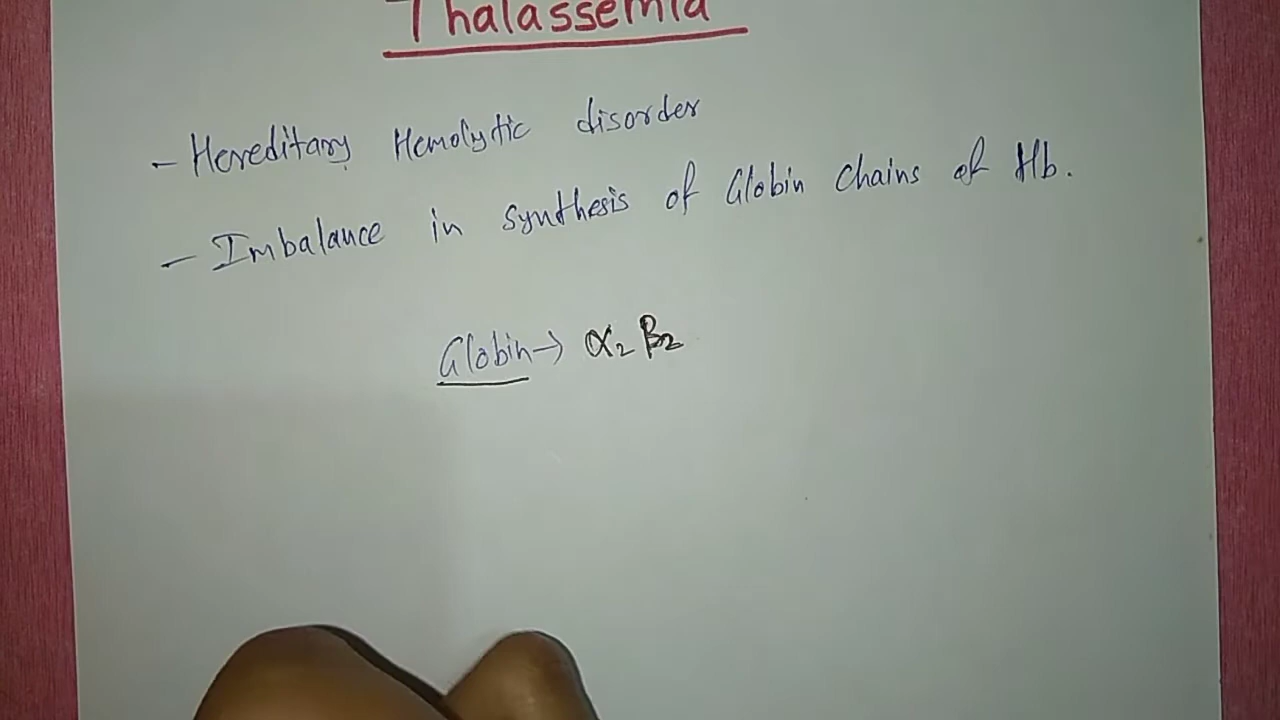 Thalassemia
- Hereditary Hemolytic disorder
- Imbalance in synthesis of Globin chains of Hb.
Globin → α₂ β₂